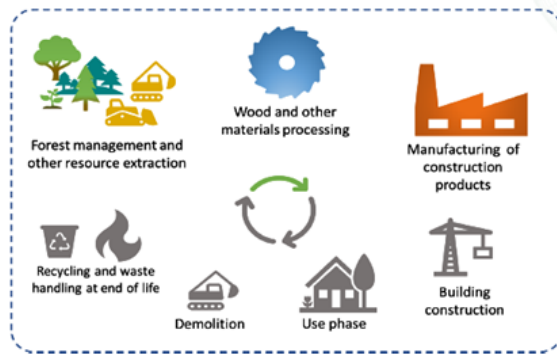 Forest management and
other resource extraction
Wood and other
materials processing
Manufacturing of
construction
products
Recycling and waste
handling at end of life
Demolition
Use phase
Building
construction